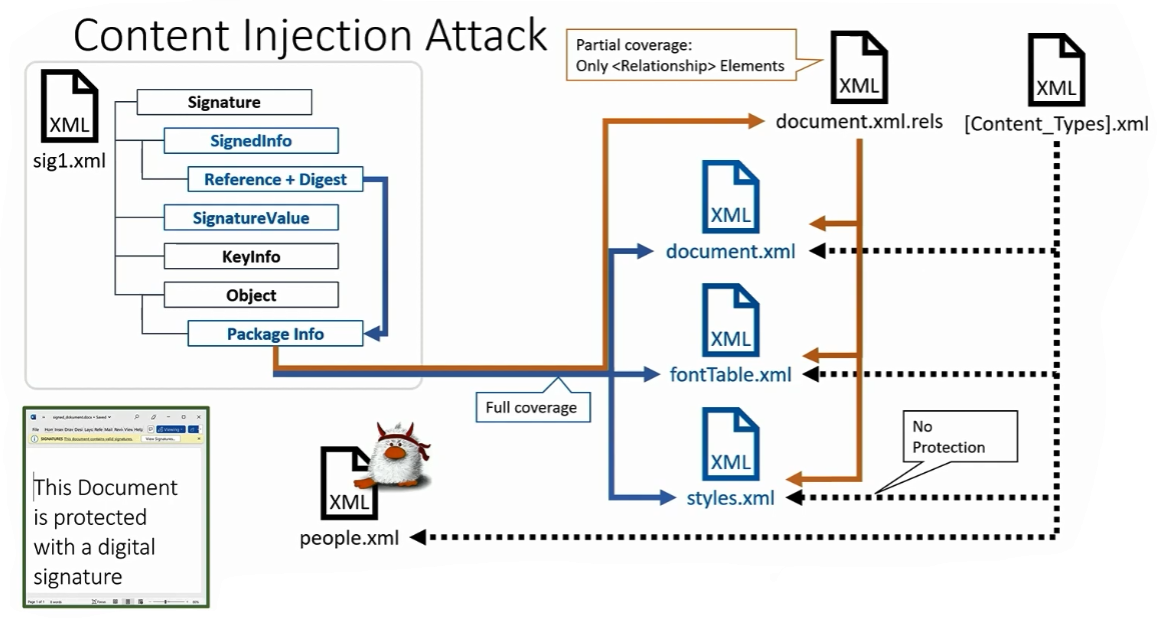 Content Injection Attack
Partial coverage:
Only <Relationship> Elements
XML
sig1.xml
Signature
SignedInfo
Reference + Digest
SignatureValue
KeyInfo
Object
Package Info
XML
document.xml.rels
XML
[Content_Types].xml
XML
document.xml
XML
fontTable.xml
Full coverage
XML
styles.xml
No
Protection
XML
people.xml
This Document
is protected
with a digital
signature